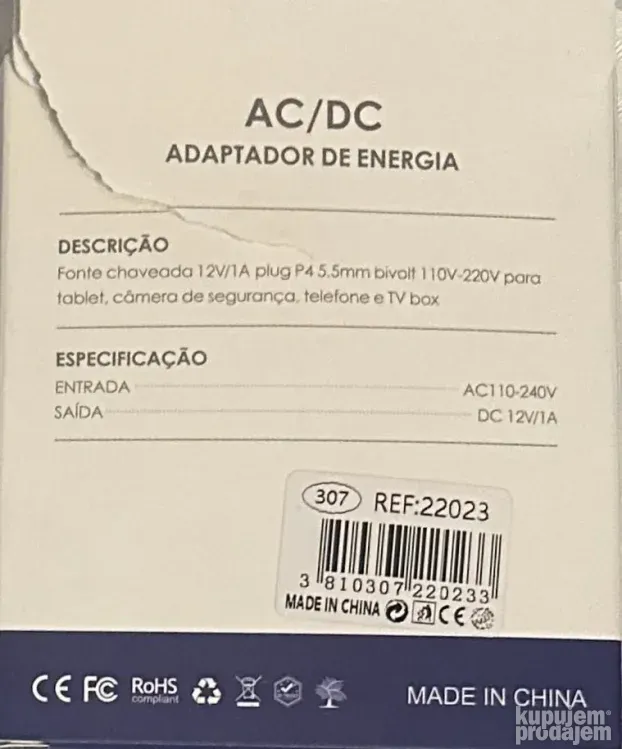 AC/DC
ADAPTADOR DE ENERGIA
DESCRIÇÃO
Fonte chaveada 12V/1A plug P4 5.5mm bivolt 110V-220V para
tablet, câmera de segurança, telefone e TV box
ESPECIFICAÇÃO
ENTRADA AC110-240V
SAÍDA DC 12V/1A
307 REF:22023
3 810307 220233
MADE IN CHINA CE
CE FC RoHS compliant MADE IN CHINA
kupujem
prodajem